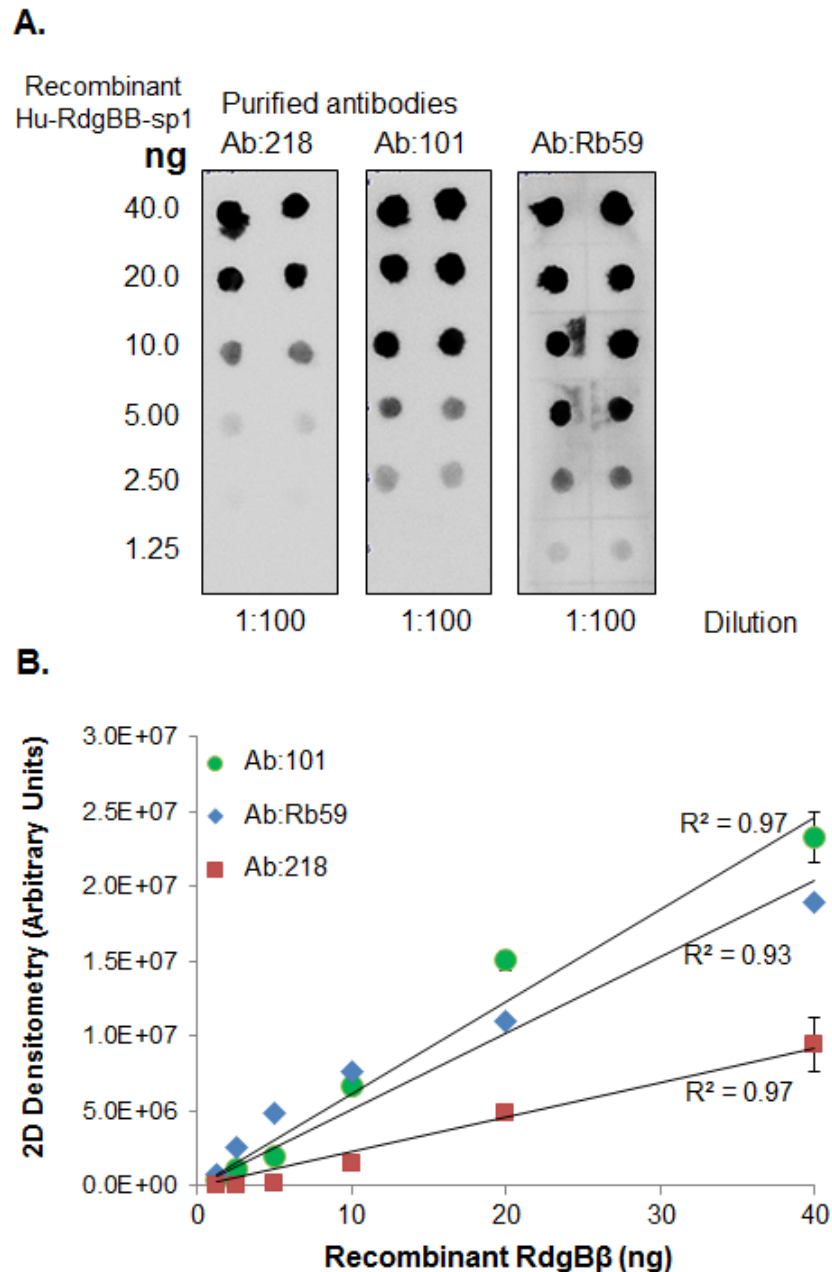 A.
Recombinant
Hu-RdgBB-sp1
Purified antibodies
ng
Ab:218 Ab:101 Ab:Rb59
40.0
20.0
10.0
5.00
2.50
1.25
1:100 1:100 1:100 Dilution
B.
2D Densitometry (Arbitrary Units)
3.0E+07
2.5E+07
2.0E+07
1.5E+07
1.0E+07
5.0E+06
0.0E+00
Ab:101
Ab:Rb59
Ab:218
R² = 0.97
R² = 0.93
R² = 0.97
0 10 20 30 40
Recombinant RdgBβ (ng)